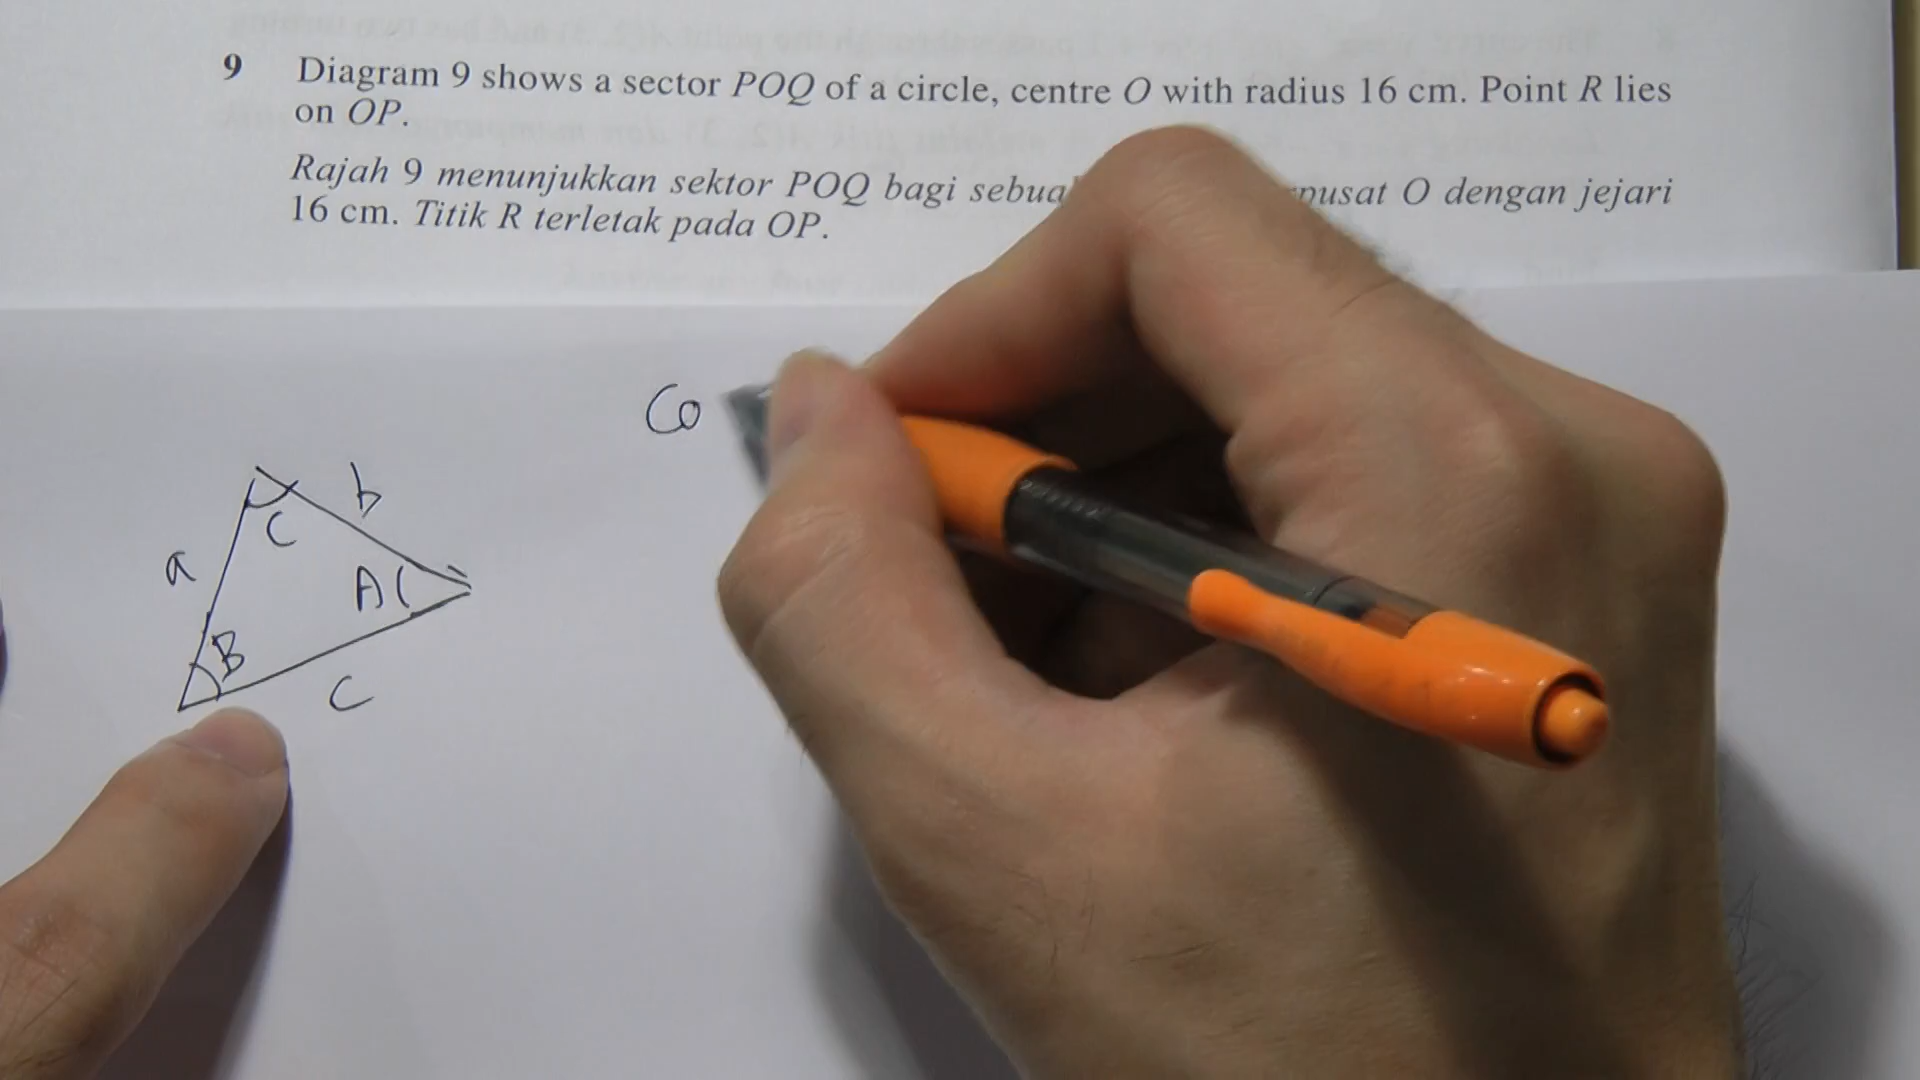 9 Diagram 9 shows a sector POQ of a circle, centre O with radius 16 cm. Point R lies
on OP.
Rajah 9 menunjukkan sektor POQ bagi pusat O dengan jejari
16 cm. Titik R terletak pada OP.
Co
b
C
a
A
B
c